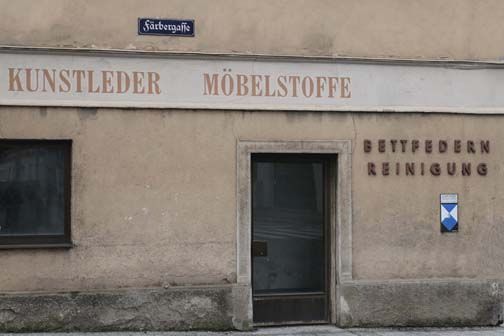 Färbergasse
KUNSTLEDER MÖBELSTOFFE
BETTFEDERN
REINIGUNG